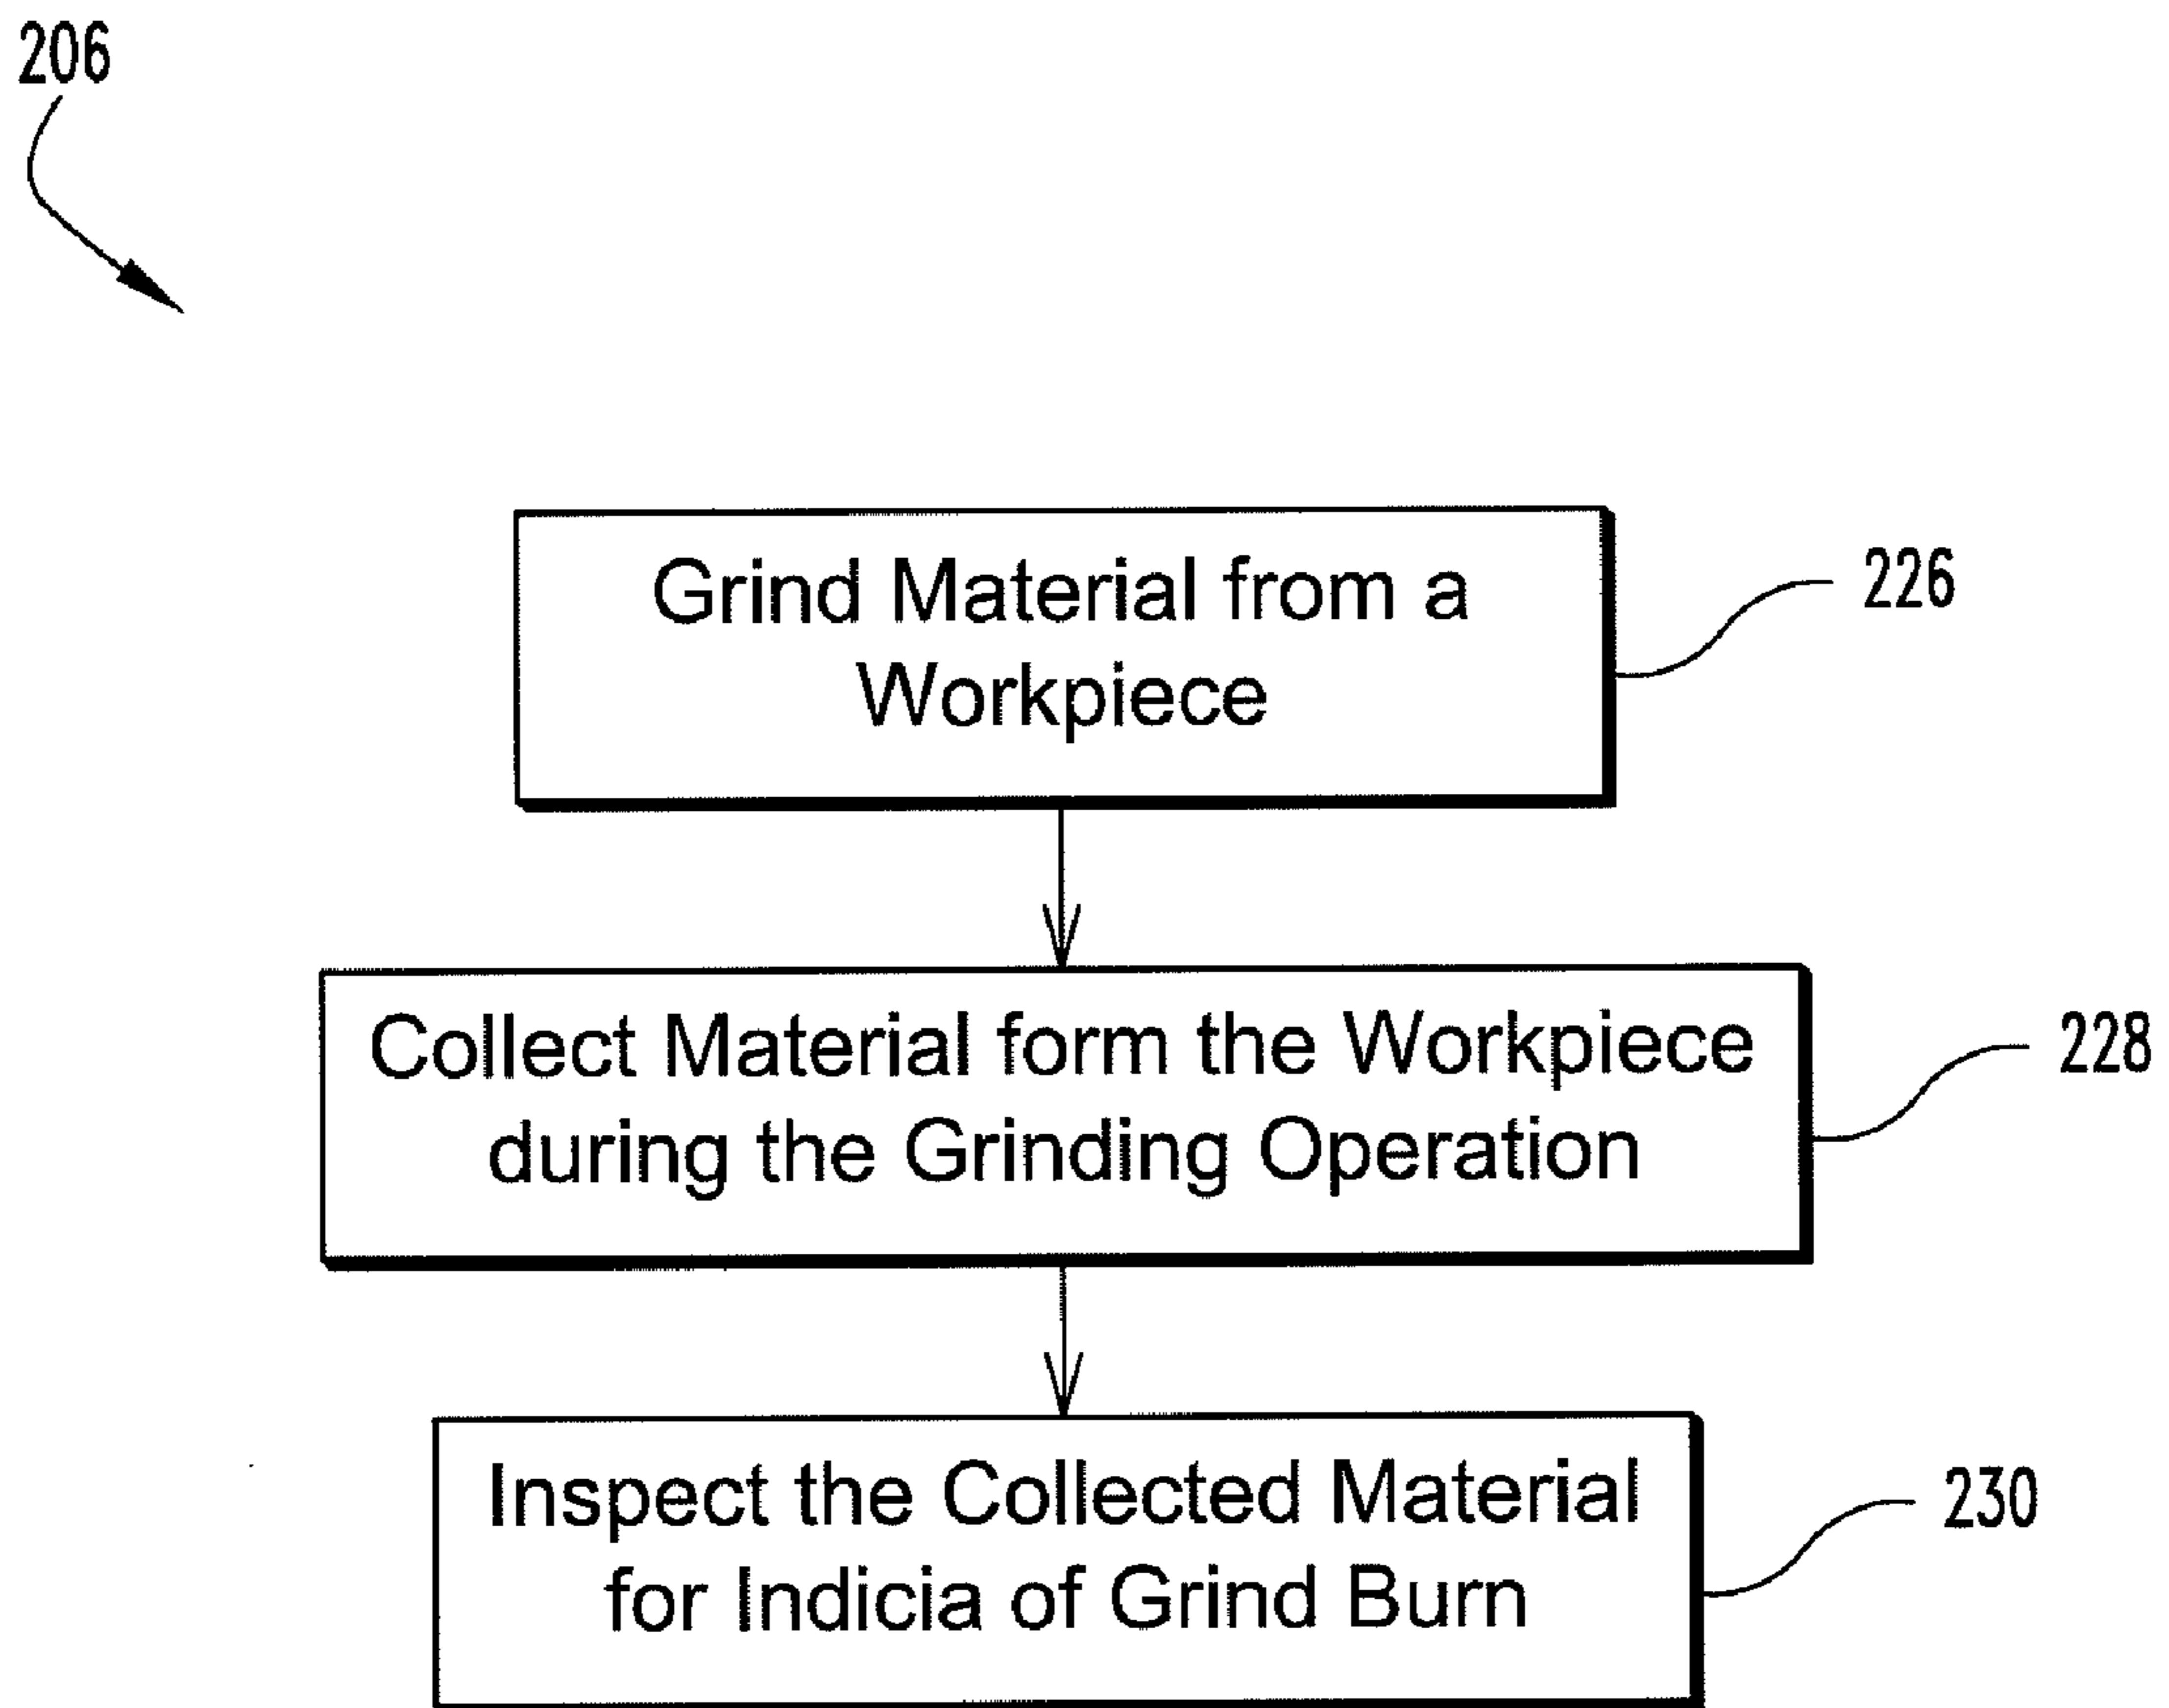 206
Grind Material from a
Workpiece
226
Collect Material form the Workpiece
during the Grinding Operation
228
Inspect the Collected Material
for Indicia of Grind Burn
230